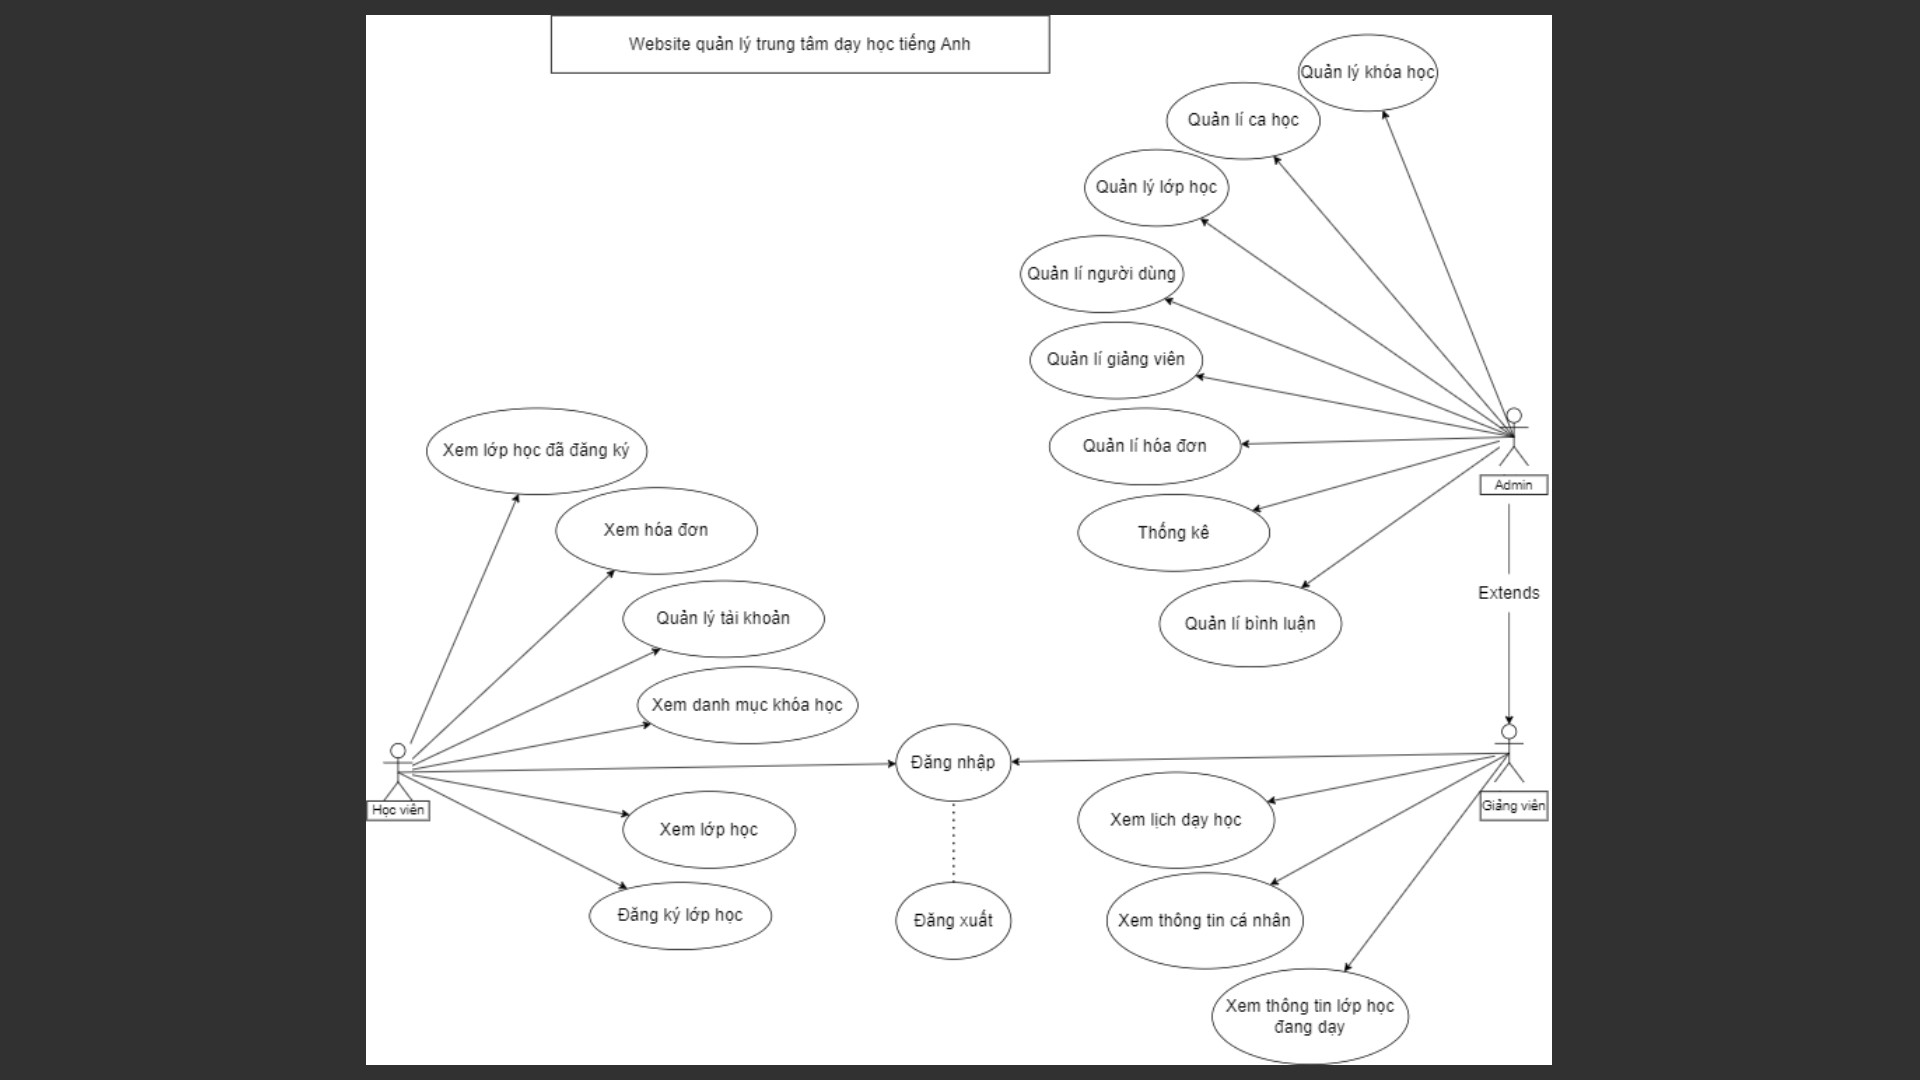 Website quản lý trung tâm dạy học tiếng Anh
Quản lý khóa học
Quản lí ca học
Quản lý lớp học
Quản lí người dùng
Quản lí giảng viên
Quản lí hóa đơn
Thống kê
Quản lí bình luận
Admin
Extends
Xem lớp học đã đăng ký
Xem hóa đơn
Quản lý tài khoản
Xem danh mục khóa học
Học viên
Đăng nhập
Xem lớp học
Đăng ký lớp học
Đăng xuất
Giảng viên
Xem lịch dạy học
Xem thông tin cá nhân
Xem thông tin lớp học
đang dạy